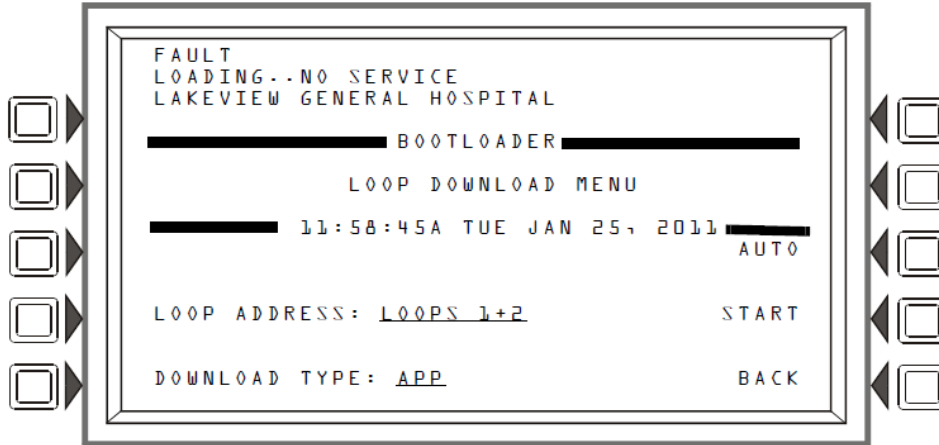 FAULT
LOADING..NO SERVICE
LAKEVIEW GENERAL HOSPITAL
BOOTLOADER
LOOP DOWNLOAD MENU
11:58:45A TUE JAN 25, 2011
AUTO
LOOP ADDRESS: LOOPS 1+2 START
DOWNLOAD TYPE: APP BACK